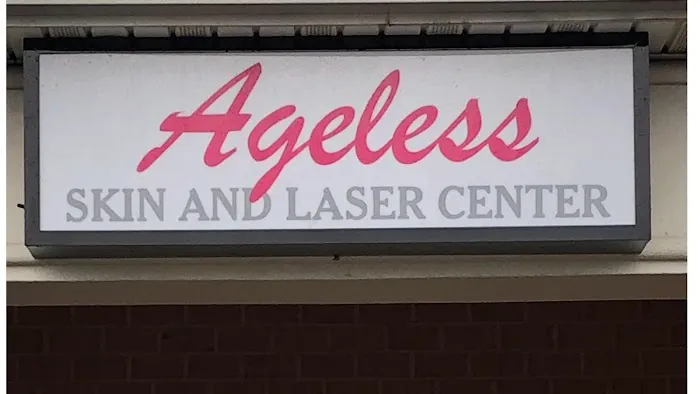 Ageless
SKIN AND LASER CENTER